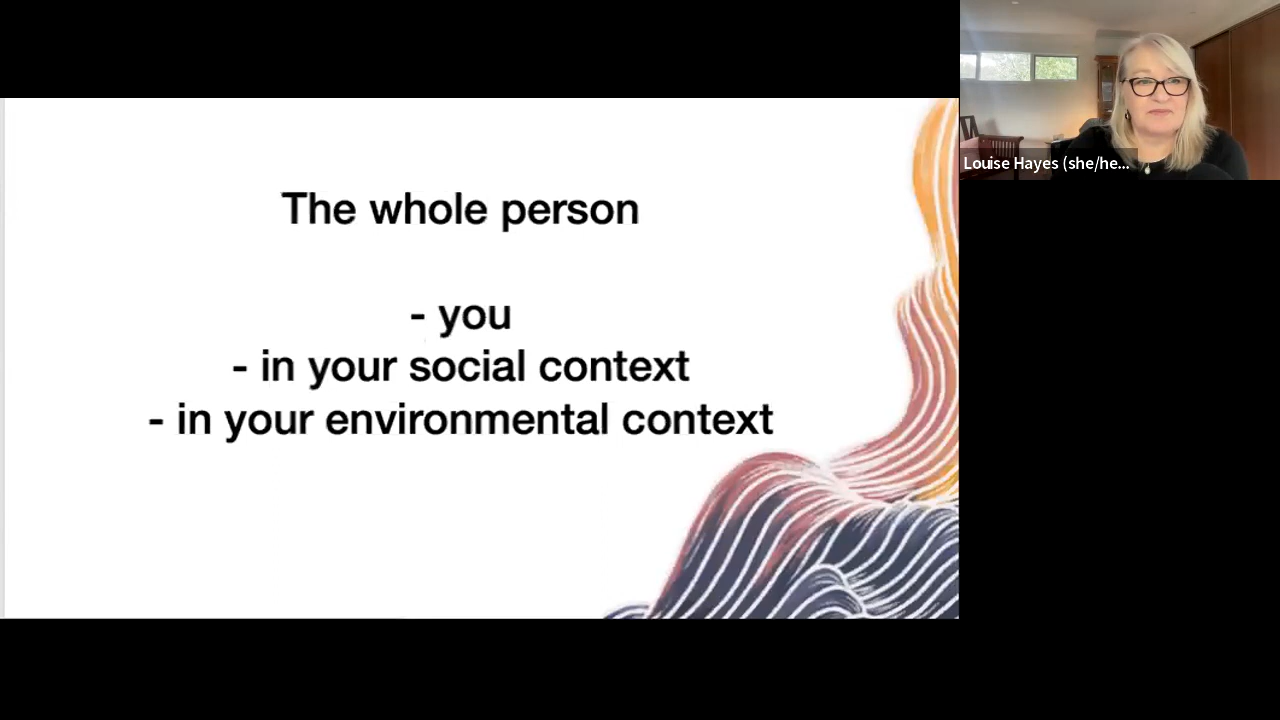 The whole person
- you
- in your social context
- in your environmental context
Louise Hayes (she/he...